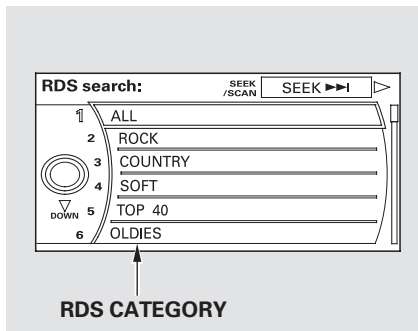 RDS search: SEEK /SCAN SEEK
1 ALL
2 ROCK
3 COUNTRY
4 SOFT
DOWN 5 TOP 40
6 OLDIES
RDS CATEGORY